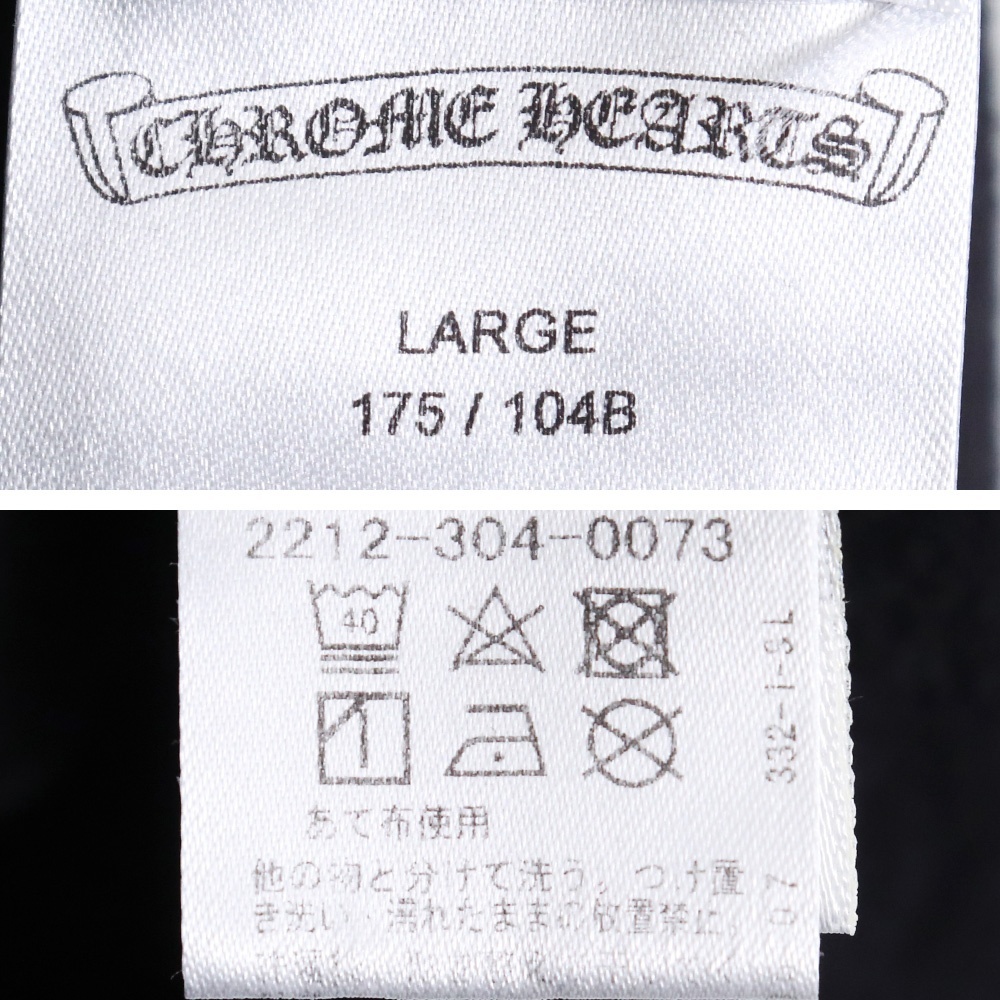 CHROME HEARTS
LARGE
175 / 104B
2212-304-0073
40
あて布使用
他の物と分けて洗う。つけ置
き洗い・濡れたままの放置禁止
332-1-SL
07